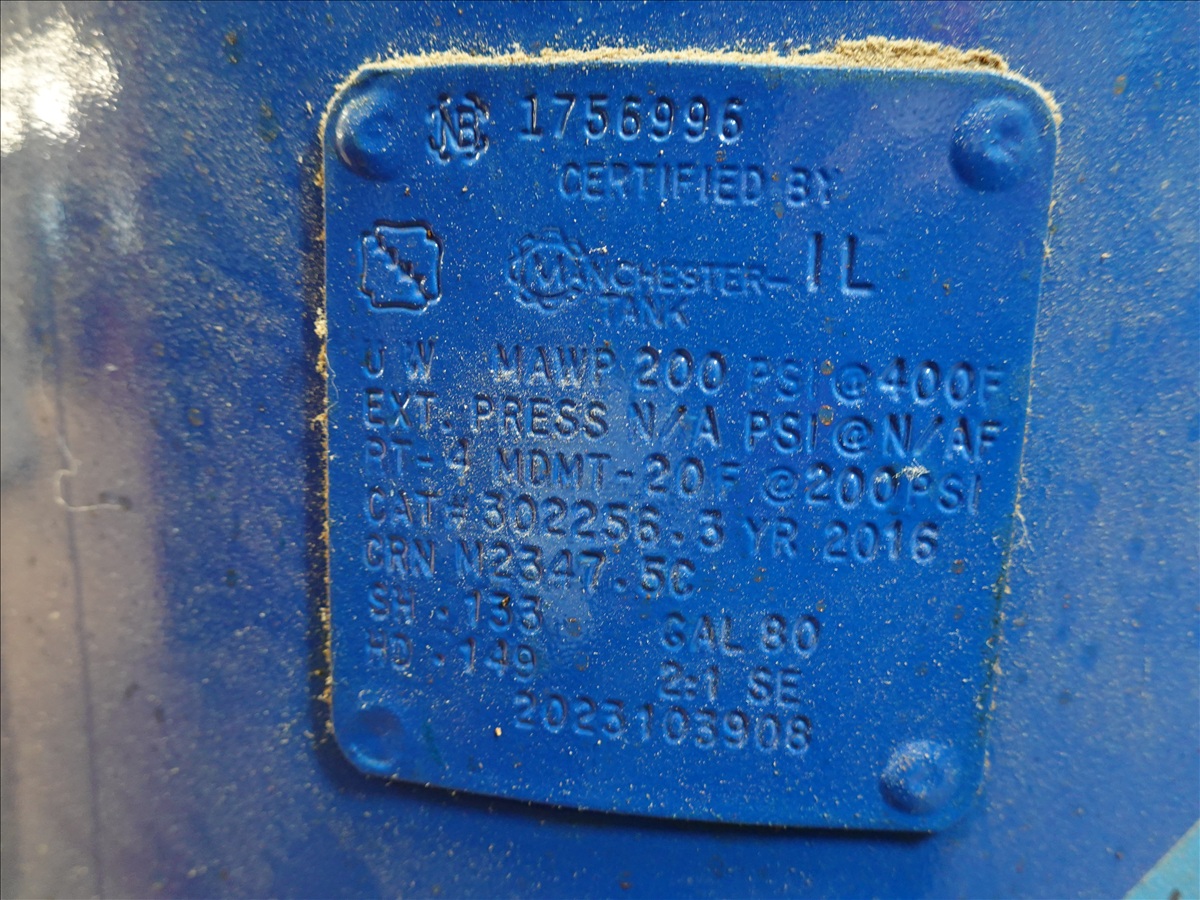 NB 1756996
CERTIFIED BY
MANCHESTER- IL
TANK
U W MAWP 200 PSI @ 400F
EXT. PRESS N/A PSI @ N/AF
RT-4 MDMT-20F @ 200PSI
CAT# 302256.3 YR 2016
CRN M2347.5C
SH .133 GAL 80
HD .149 2:1 SE
2023103908